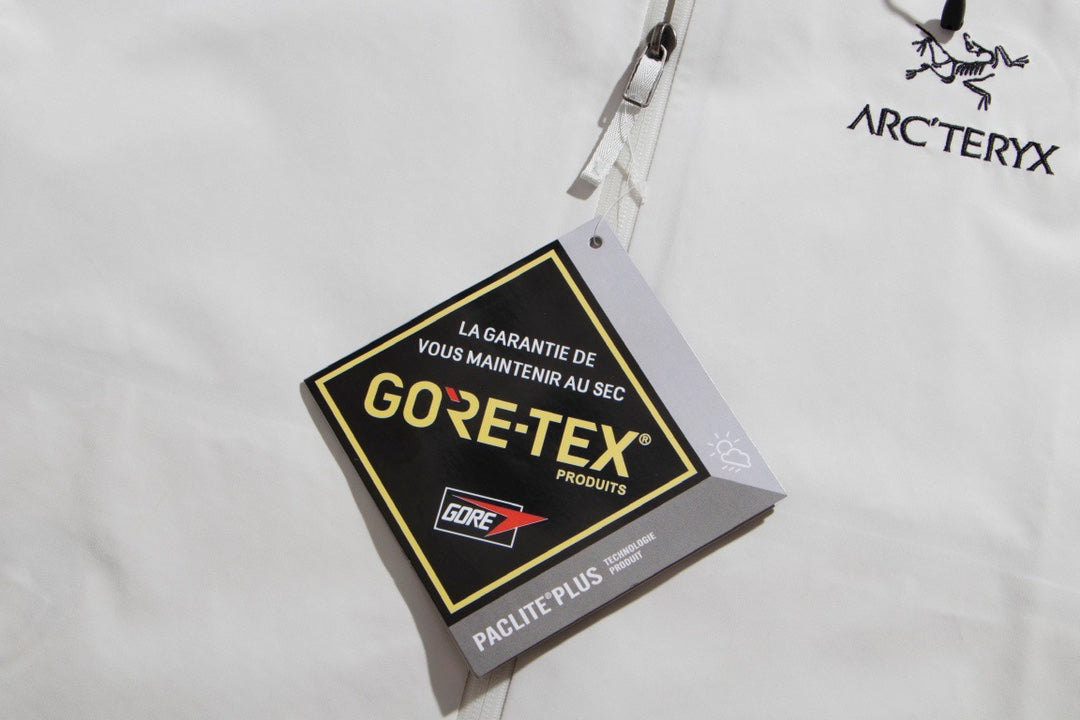 ARC'TERYX
LA GARANTIE DE
VOUS MAINTENIR AU SEC
GORE-TEX®
PRODUITS
GORE
PACLITE®PLUS
TECHNOLOGIE
PRODUIT